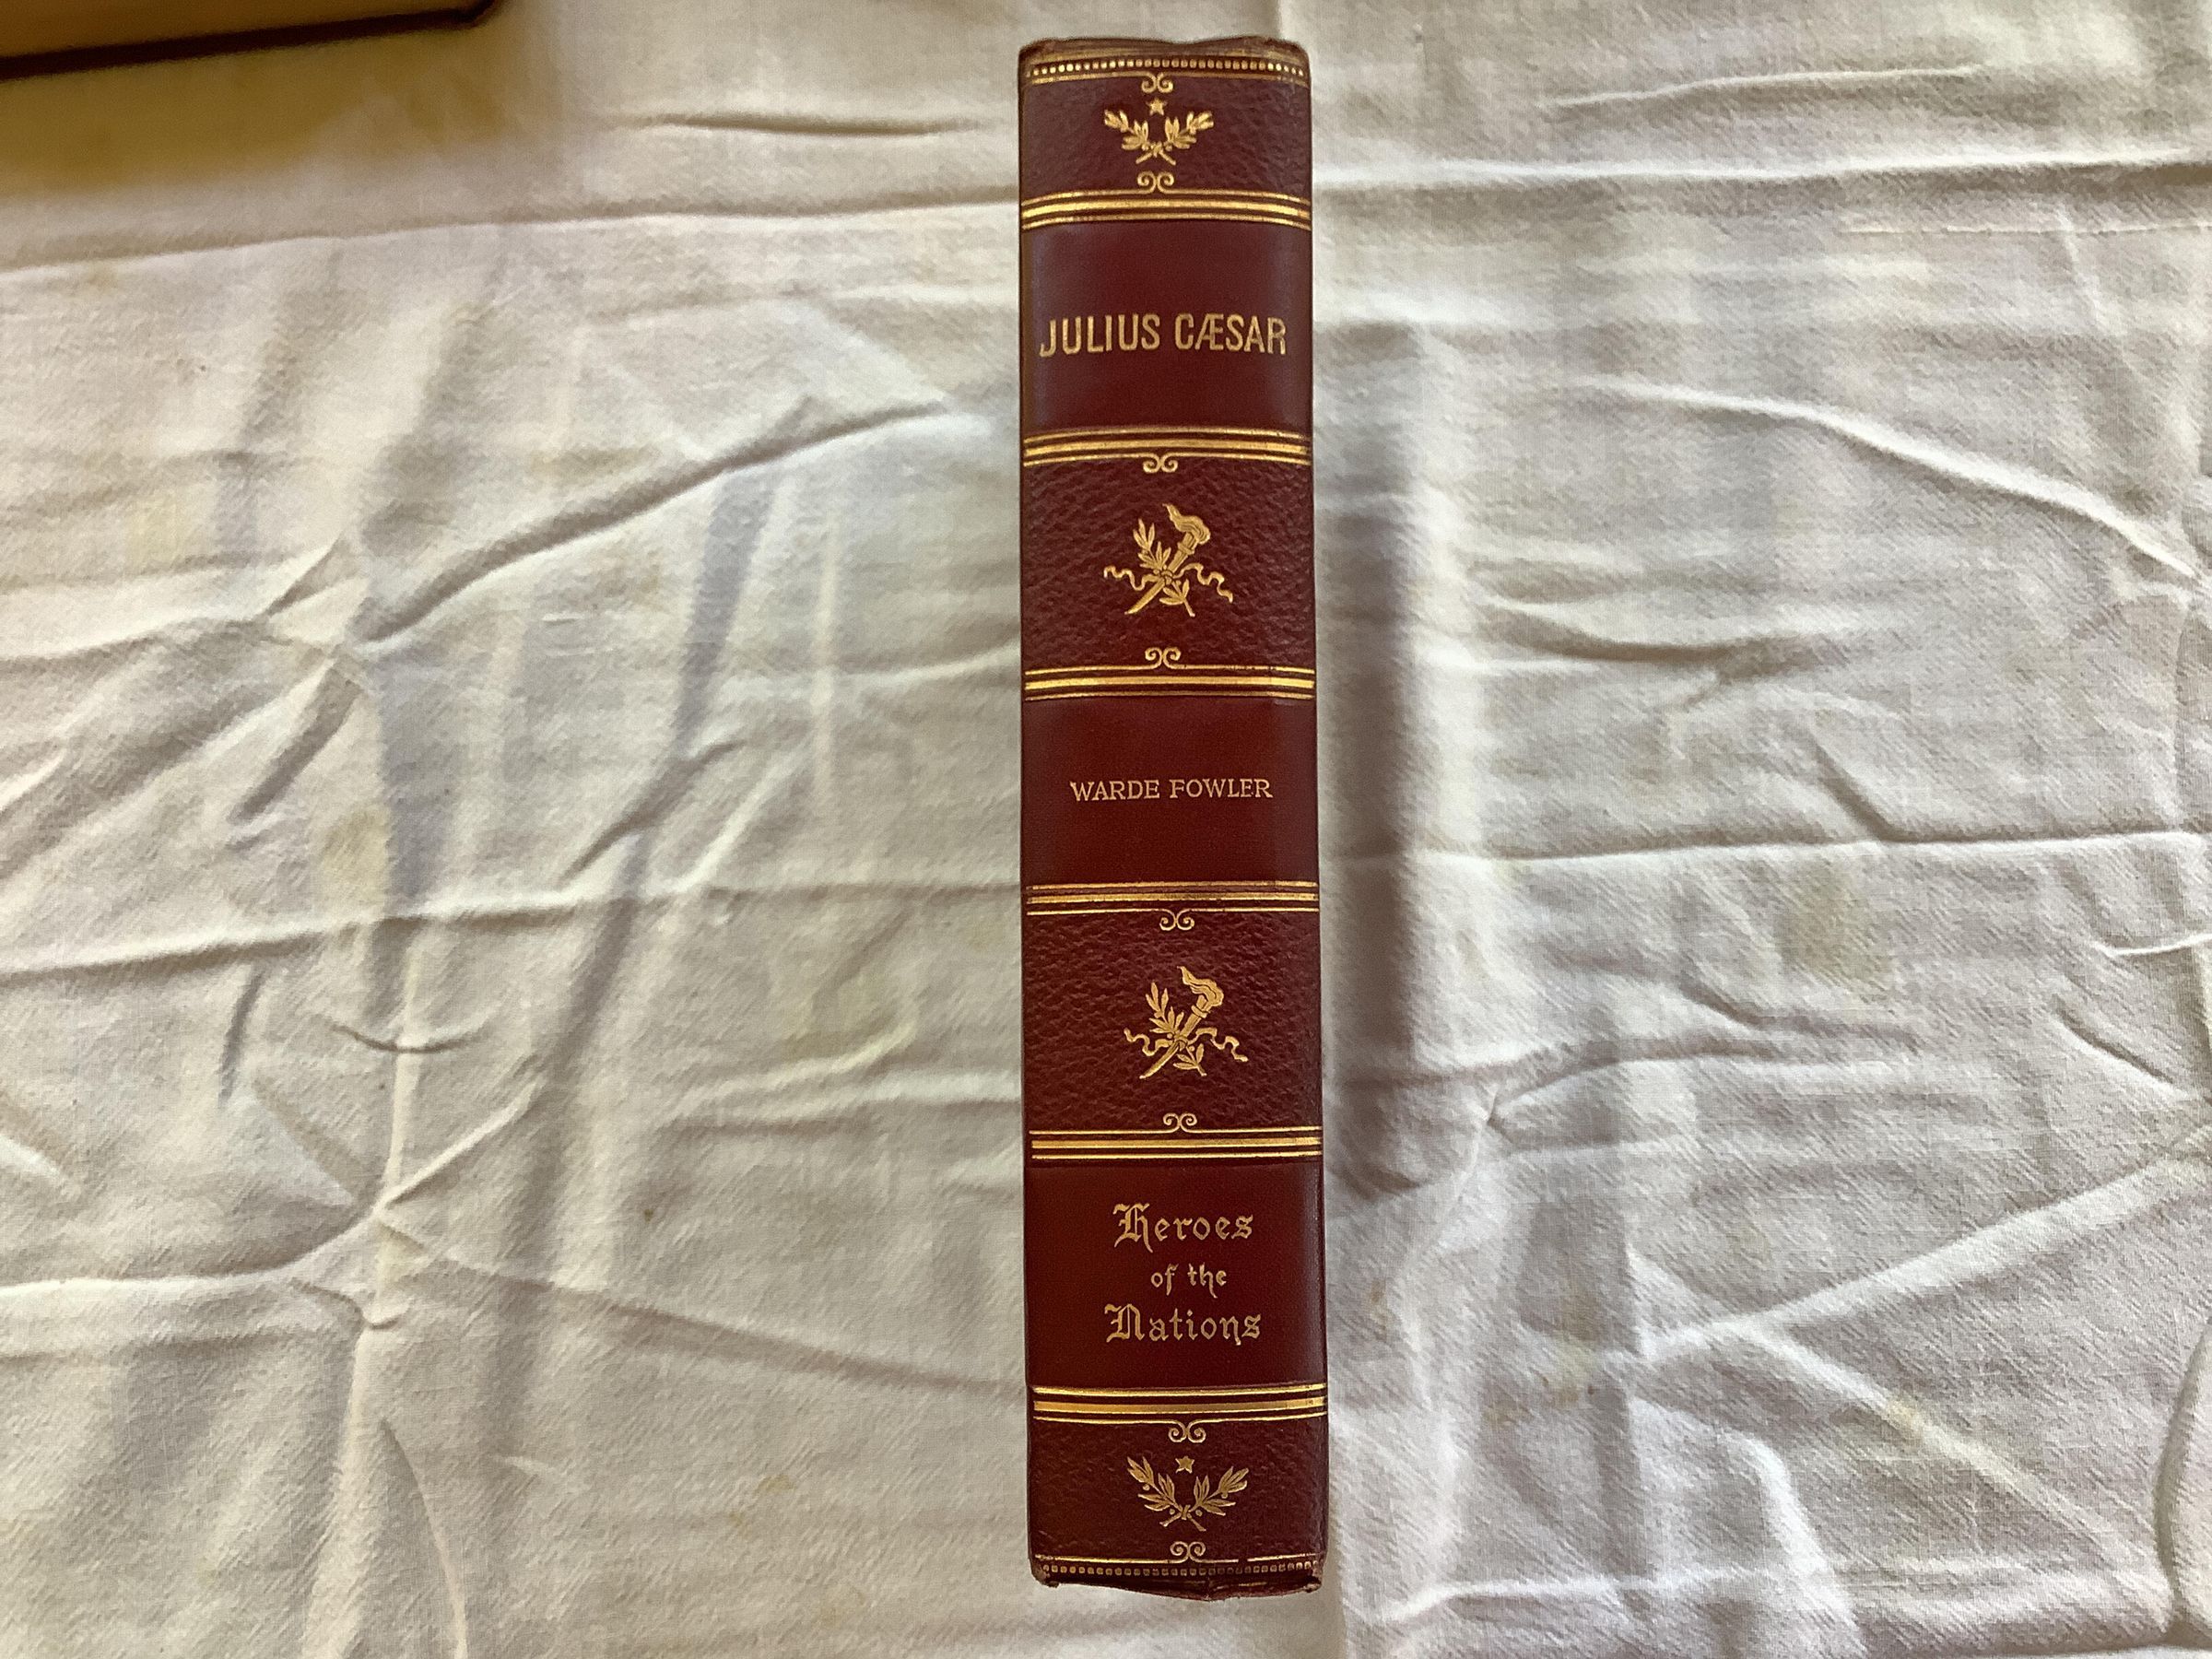 JULIUS CÆSAR
WARDE FOWLER
Heroes
of the
Nations